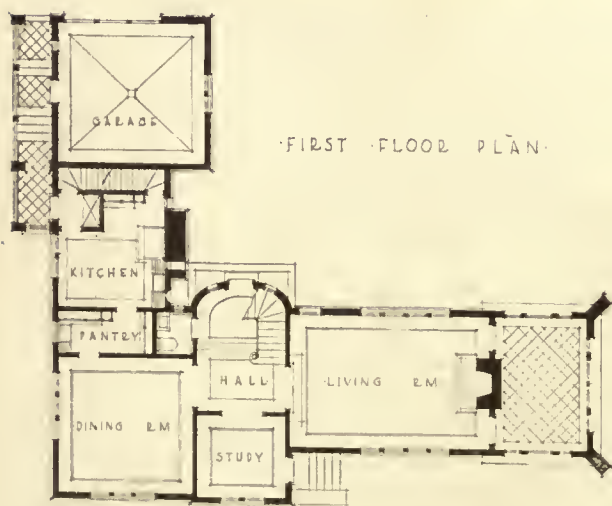 GARAGE
·FIRST ·FLOOR PLAN·
KITCHEN
PANTRY
HALL
·LIVING RM
DINING RM
STUDY